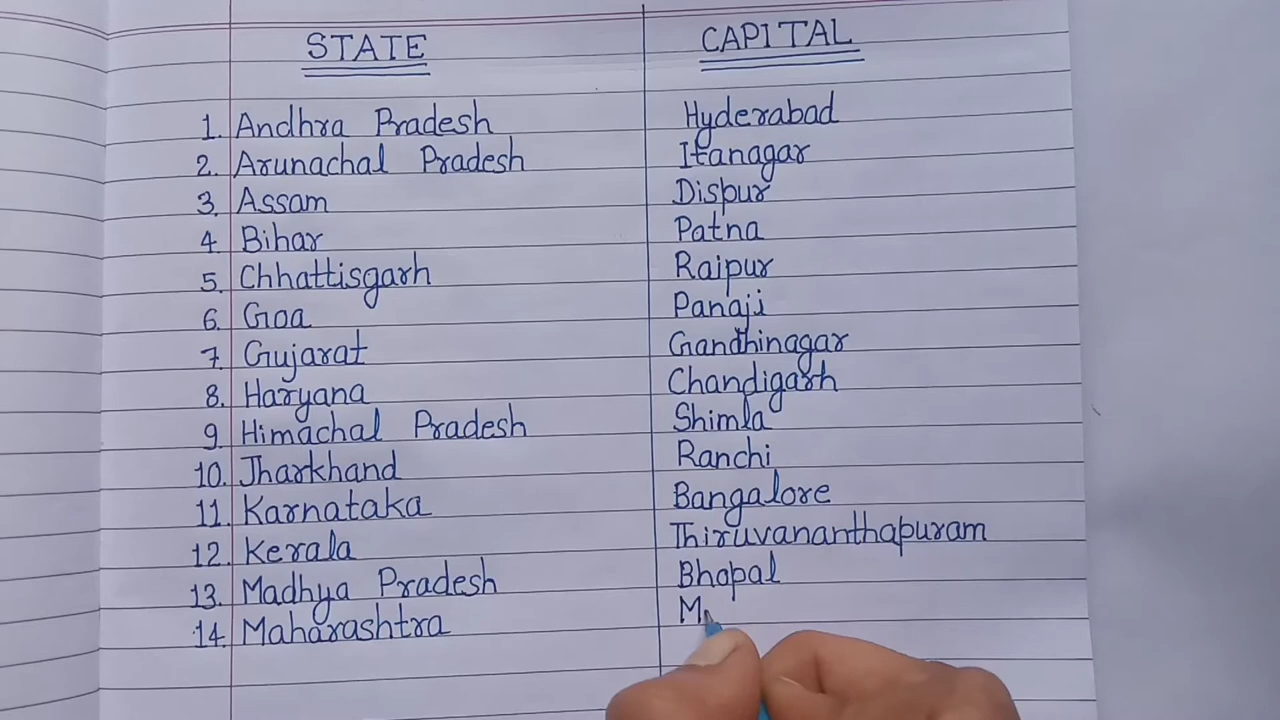 STATE CAPITAL
1. Andhra Pradesh Hyderabad
2. Arunachal Pradesh Itanagar
3. Assam Dispur
4. Bihar Patna
5. Chhattisgarh Raipur
6. Goa Panaji
7. Gujarat Gandhinagar
8. Haryana Chandigarh
9 Himachal Pradesh Shimla
10. Jharkhand Ranchi
11. Karnataka Bangalore
12. Kerala Thiruvananthapuram
13. Madhya Pradesh Bhopal
14. Maharashtra M